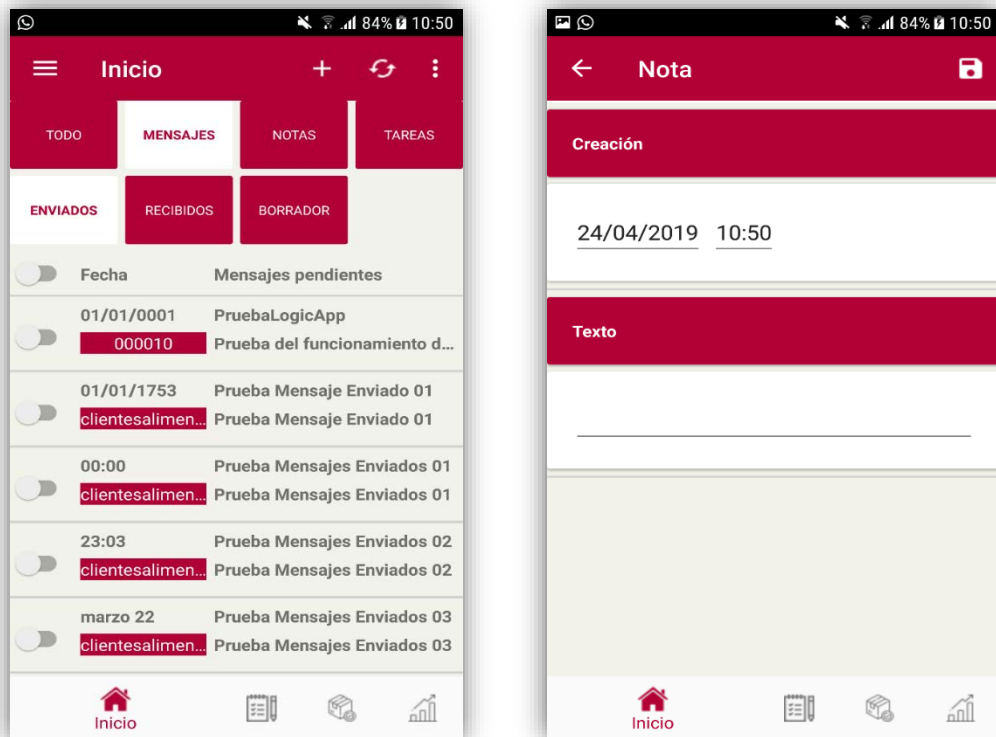 84% 10:50
Inicio
TODO MENSAJES NOTAS TAREAS
ENVIADOS RECIBIDOS BORRADOR
Fecha Mensajes pendientes
01/01/0001 PruebaLogicApp
000010 Prueba del funcionamiento d...
01/01/1753 Prueba Mensaje Enviado 01
clientesalimen... Prueba Mensaje Enviado 01
00:00 Prueba Mensajes Enviados 01
clientesalimen... Prueba Mensajes Enviados 01
23:03 Prueba Mensajes Enviados 02
clientesalimen... Prueba Mensajes Enviados 02
marzo 22 Prueba Mensajes Enviados 03
clientesalimen... Prueba Mensajes Enviados 03
Inicio
84% 10:50
Nota
Creación
24/04/2019 10:50
Texto
Inicio